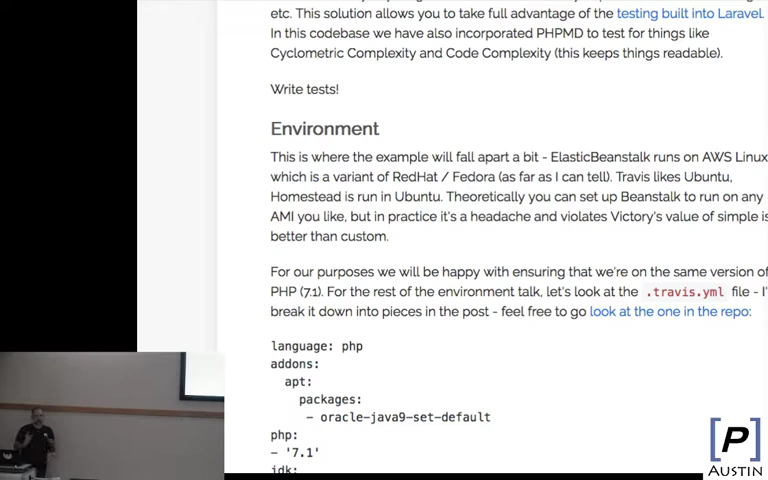 etc. This solution allows you to take full advantage of the testing built into Laravel.
In this codebase we have also incorporated PHPMD to test for things like
Cyclometric Complexity and Code Complexity (this keeps things readable).
Write tests!
Environment
This is where the example will fall apart a bit - ElasticBeanstalk runs on AWS Linux
which is a variant of RedHat / Fedora (as far as I can tell). Travis likes Ubuntu,
Homestead is run in Ubuntu. Theoretically you can set up Beanstalk to run on any
AMI you like, but in practice it's a headache and violates Victory's value of simple is
better than custom.
For our purposes we will be happy with ensuring that we're on the same version of
PHP (7.1). For the rest of the environment talk, let's look at the .travis.yml file - I'
break it down into pieces in the post - feel free to go look at the one in the repo:
language: php
addons:
apt:
packages:
- oracle-java9-set-default
php:
- '7.1'
jdk:
[P]
AUSTIN